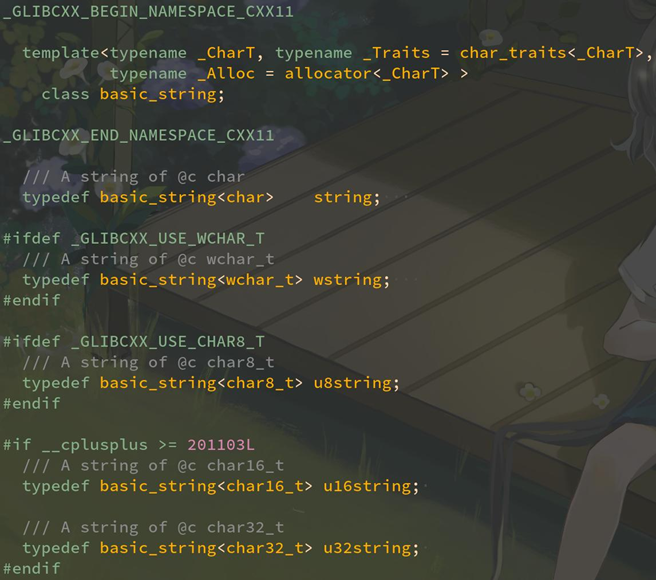 _GLIBCXX_BEGIN_NAMESPACE_CXX11
template<typename _CharT, typename _Traits = char_traits<_CharT>,
typename _Alloc = allocator<_CharT> >
class basic_string;
_GLIBCXX_END_NAMESPACE_CXX11
/// A string of @c char
typedef basic_string<char>    string;
#ifdef _GLIBCXX_USE_WCHAR_T
/// A string of @c wchar_t
typedef basic_string<wchar_t> wstring;
#endif
#ifdef _GLIBCXX_USE_CHAR8_T
/// A string of @c char8_t
typedef basic_string<char8_t> u8string;
#endif
#if __cplusplus >= 201103L
/// A string of @c char16_t
typedef basic_string<char16_t> u16string;
/// A string of @c char32_t
typedef basic_string<char32_t> u32string;
#endif